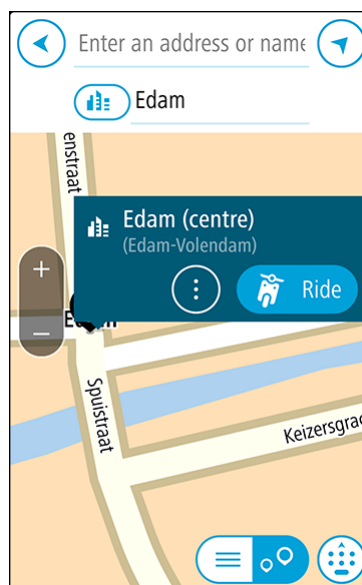 Enter an address or name
Edam
enstraat
Edam (centre)
(Edam-Volendam)
Ride
Spuistraat
Keizersgrac